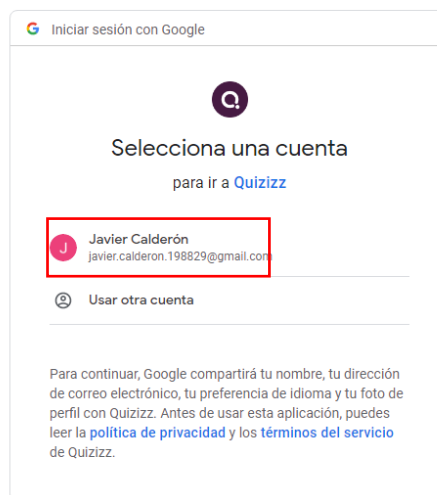 Iniciar sesión con Google
Selecciona una cuenta
para ir a Quizizz
J
Javier Calderón
javier.calderon.198829@gmail.com
Usar otra cuenta
Para continuar, Google compartirá tu nombre, tu dirección
de correo electrónico, tu preferencia de idioma y tu foto de
perfil con Quizizz. Antes de usar esta aplicación, puedes
leer la política de privacidad y los términos del servicio
de Quizizz.